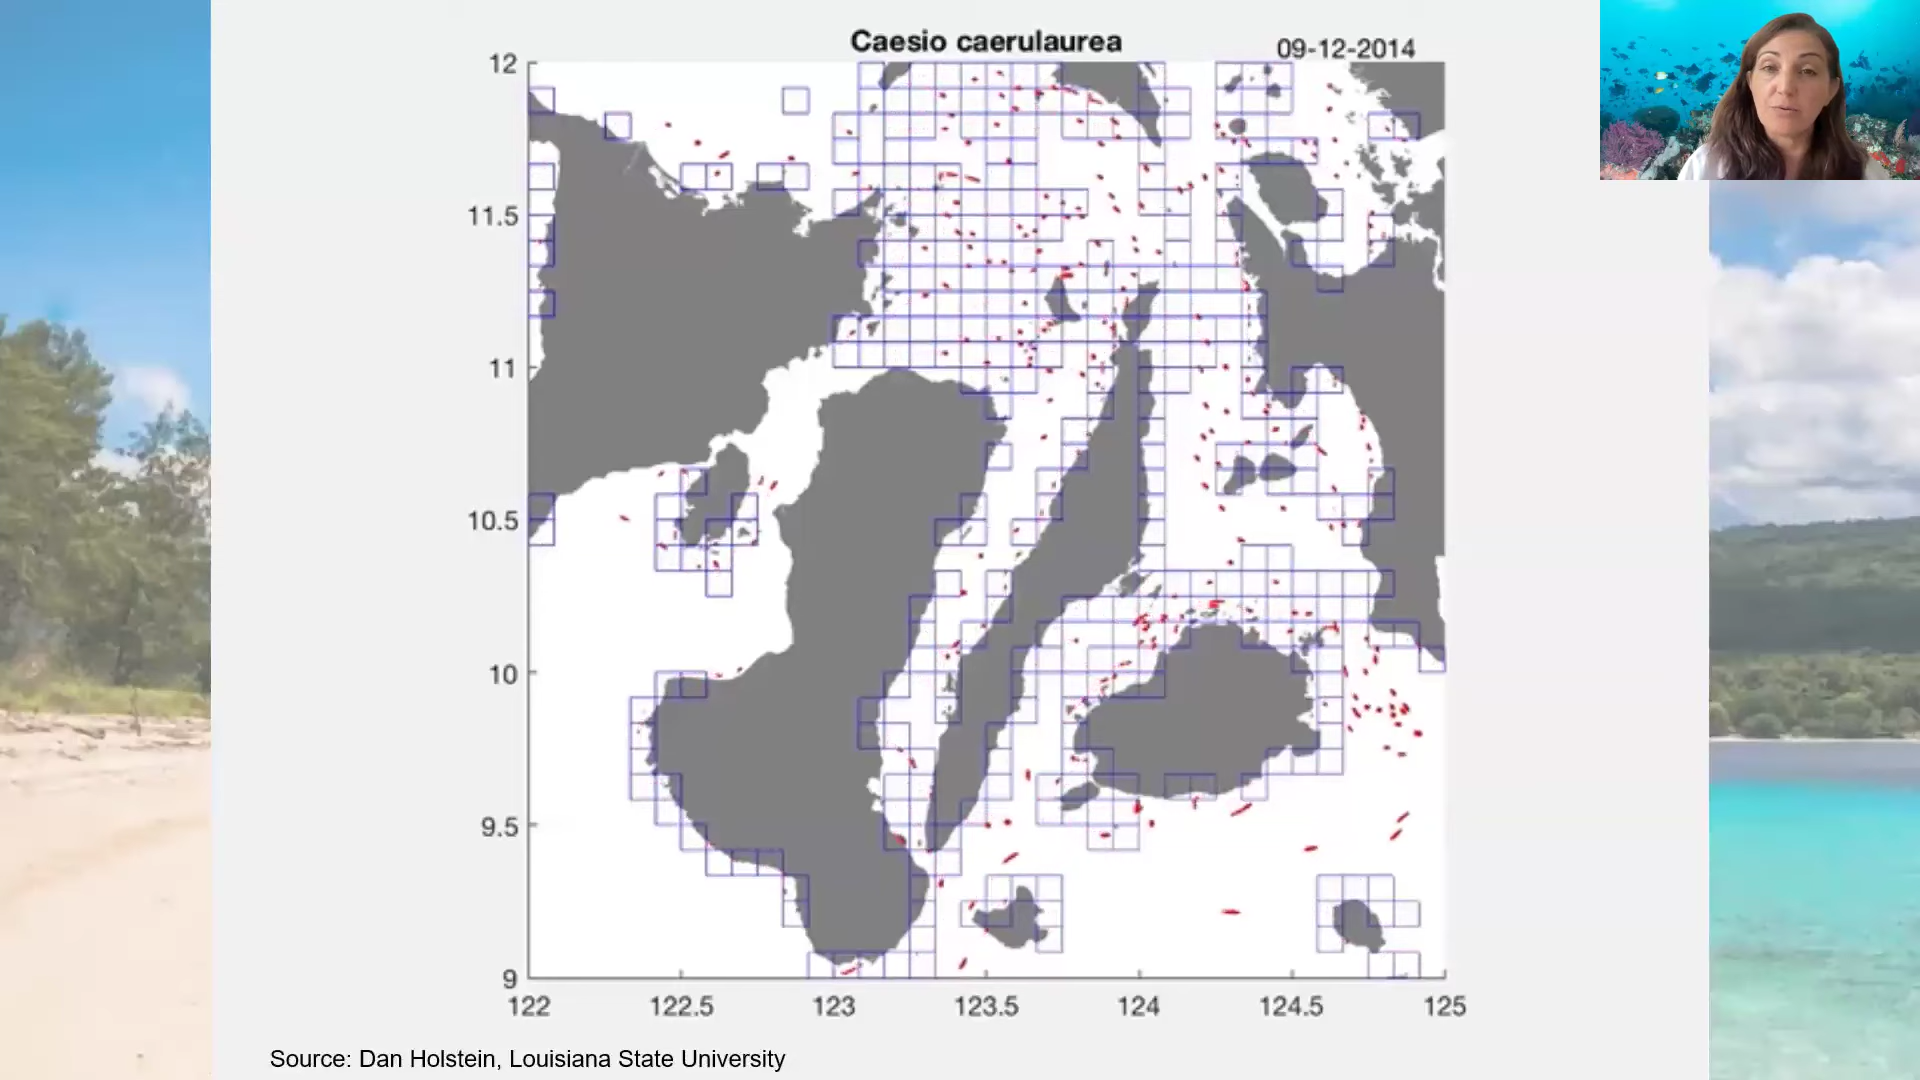 Caesio caerulaurea
09-12-2014
12
11.5
11
10.5
10
9.5
9
122 122.5 123 123.5 124 124.5 125
Source: Dan Holstein, Louisiana State University